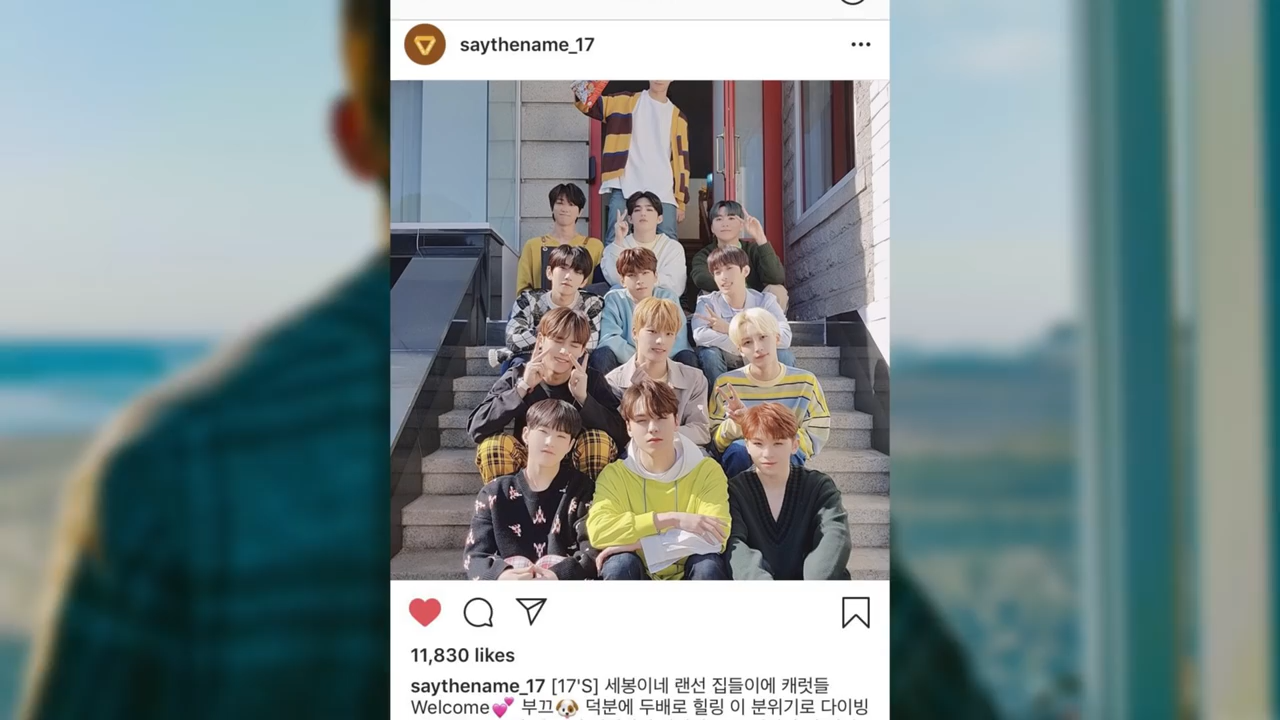 saythename_17
11,830 likes
saythename_17 [17'S] 세봉이네 랜선 집들이에 캐럿들
Welcome💕 부끄🐶 덕분에 두배로 힐링 이 분위기로 다이빙